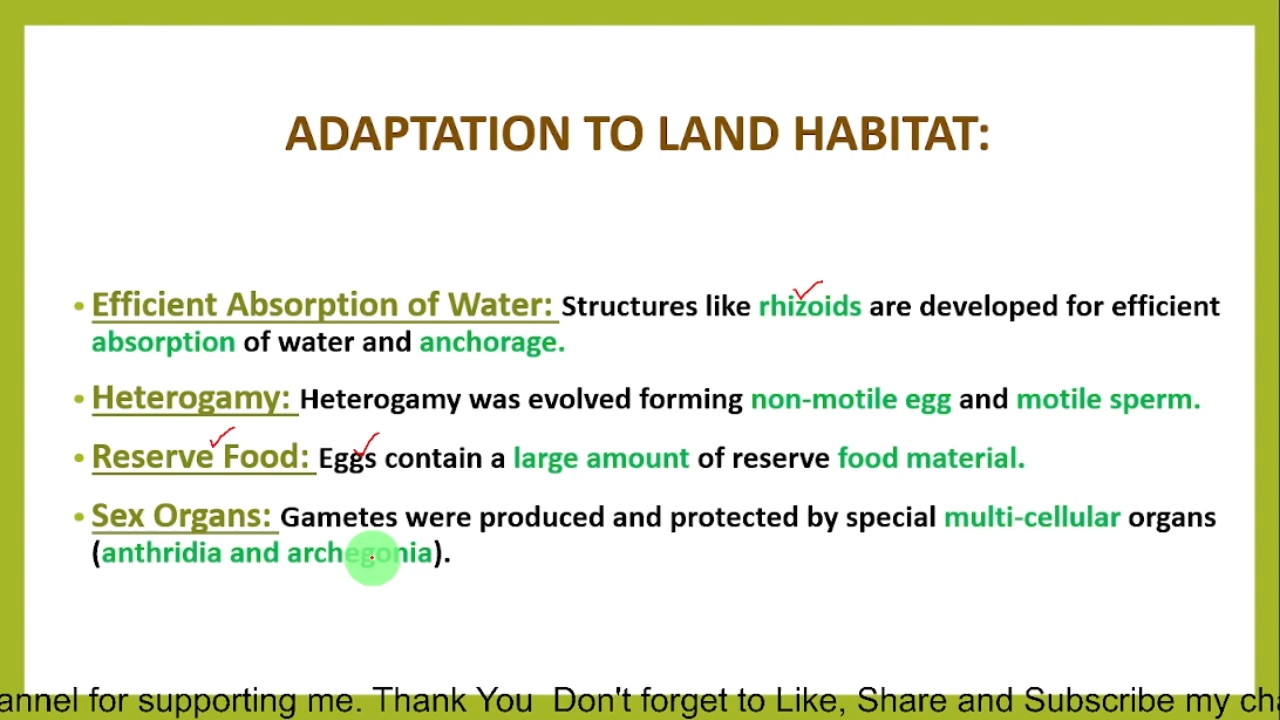 ADAPTATION TO LAND HABITAT:
• Efficient Absorption of Water: Structures like rhizoids are developed for efficient
absorption of water and anchorage.
• Heterogamy: Heterogamy was evolved forming non-motile egg and motile sperm.
• Reserve Food: Eggs contain a large amount of reserve food material.
• Sex Organs: Gametes were produced and protected by special multi-cellular organs
(anthridia and archegonia).
annel for supporting me. Thank You Don't forget to Like, Share and Subscribe my cha